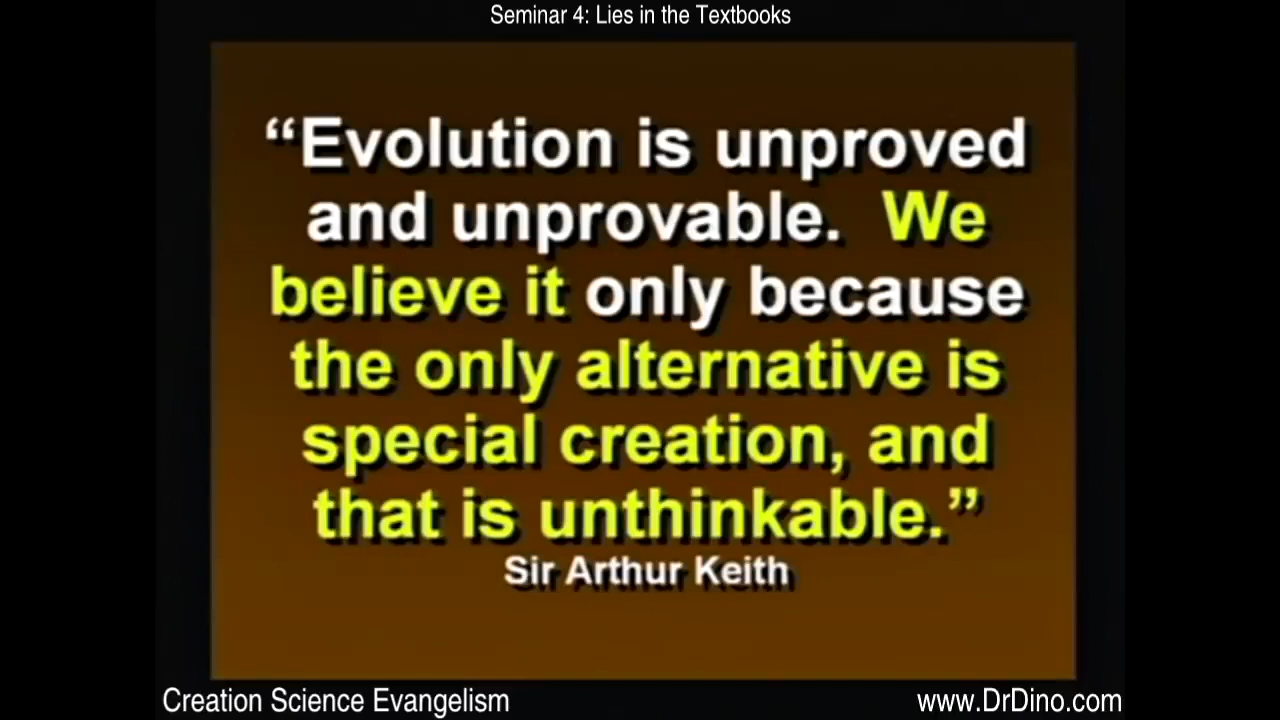 Seminar 4: Lies in the Textbooks
“Evolution is unproved
and unprovable. We
believe it only because
the only alternative is
special creation, and
that is unthinkable.”
Sir Arthur Keith
Creation Science Evangelism
www.DrDino.com